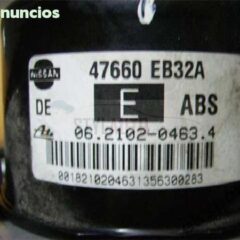 nuncios
NISSAN
47660 EB32A
DE E ABS
06.2102-0463.4
0018210204631356300283